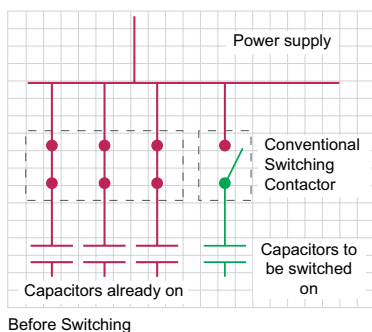 Power supply
Conventional
Switching
Contactor
Capacitors to
be switched
on
Capacitors already on
Before Switching